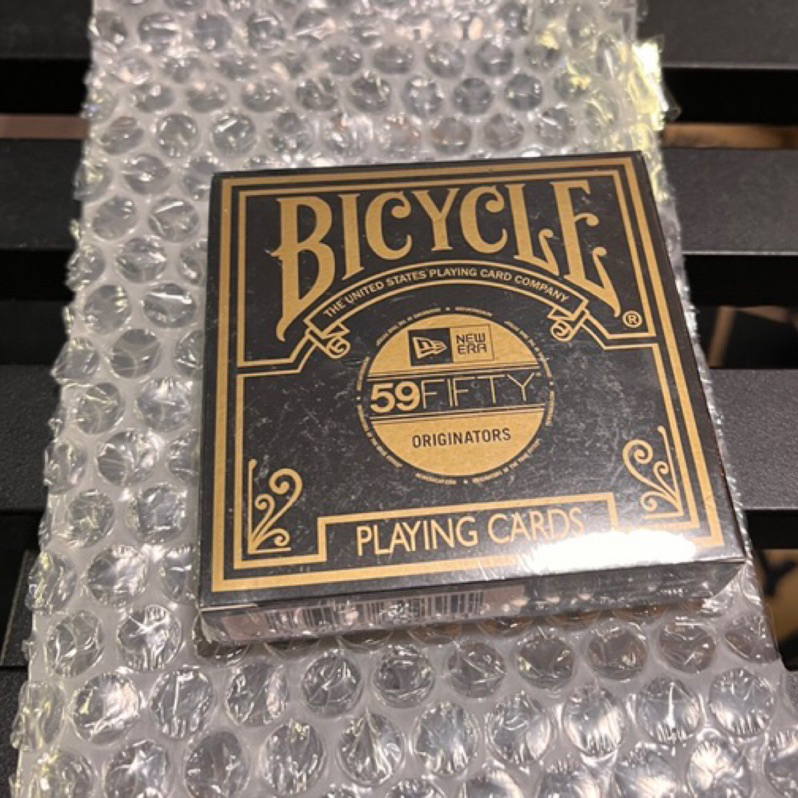 BICYCLE
THE UNITED STATES PLAYING CARD COMPANY
®
NEW
ERA
59FIFTY
ORIGINATORS
PLAYING CARDS